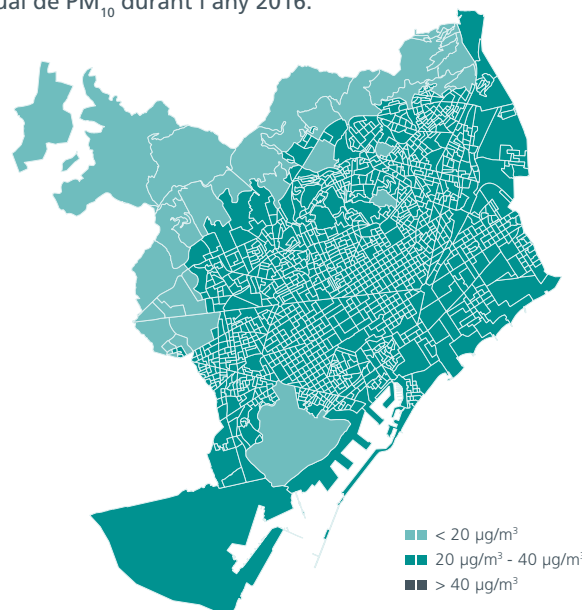 ual de PM₁₀ durant l'any 2016.
< 20 µg/m³
20 µg/m³ - 40 µg/m³
> 40 µg/m³